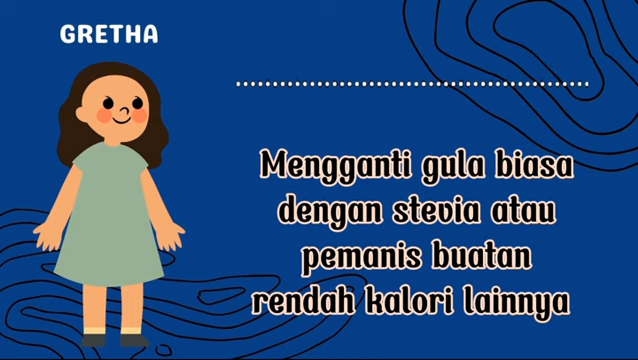 GRETHA
Mengganti gula biasa
dengan stevia atau
pemanis buatan
rendah kalori lainnya